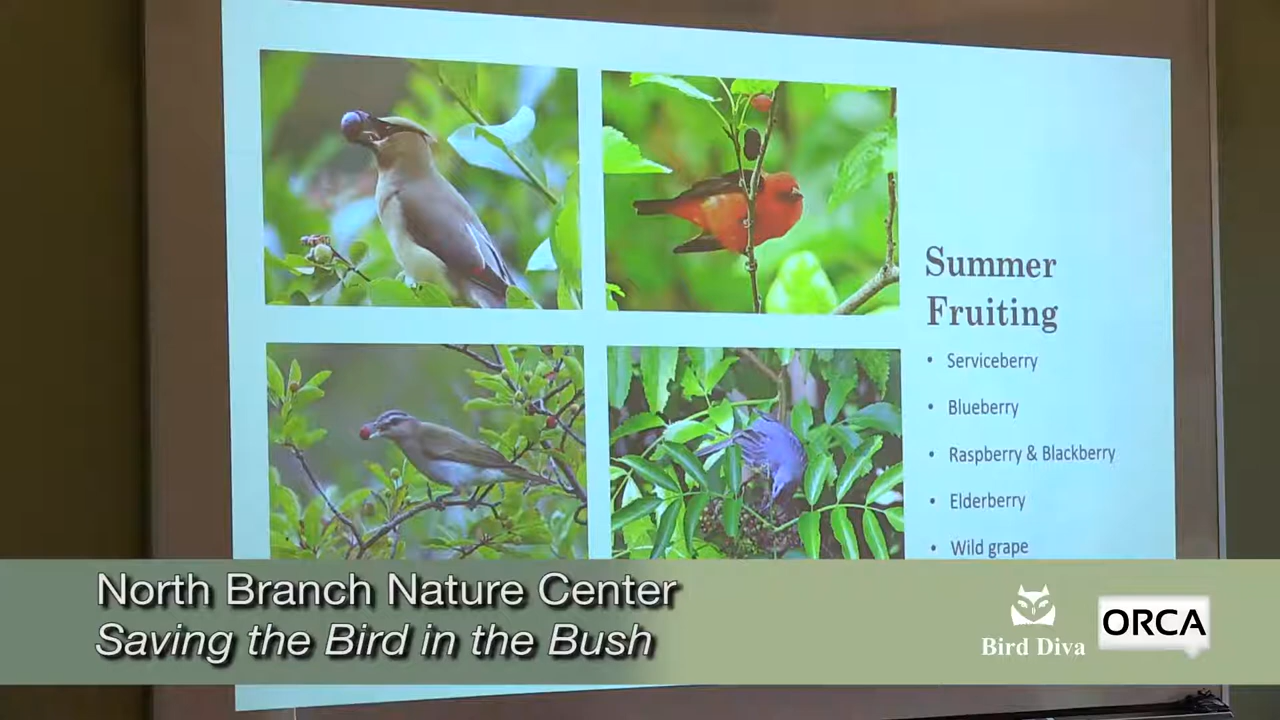 Summer
Fruiting
• Serviceberry
• Blueberry
• Raspberry & Blackberry
• Elderberry
• Wild grape
North Branch Nature Center
Saving the Bird in the Bush
Bird Diva
ORCA